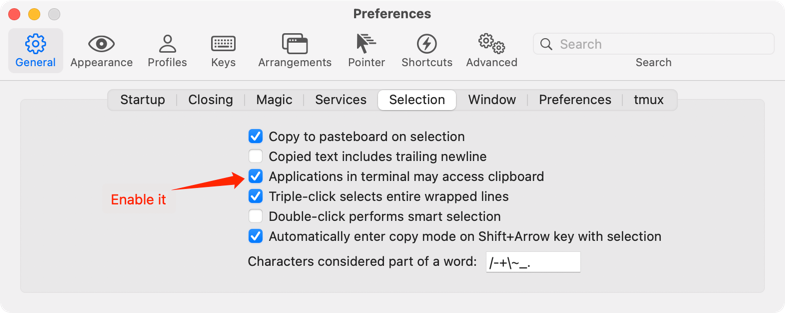 Preferences
General Appearance Profiles Keys Arrangements Pointer Shortcuts Advanced Search
Search
Startup Closing Magic Services Selection Window Preferences tmux
Copy to pasteboard on selection
Copied text includes trailing newline
Applications in terminal may access clipboard
Enable it
Triple-click selects entire wrapped lines
Double-click performs smart selection
Automatically enter copy mode on Shift+Arrow key with selection
Characters considered part of a word: /-+\~_.